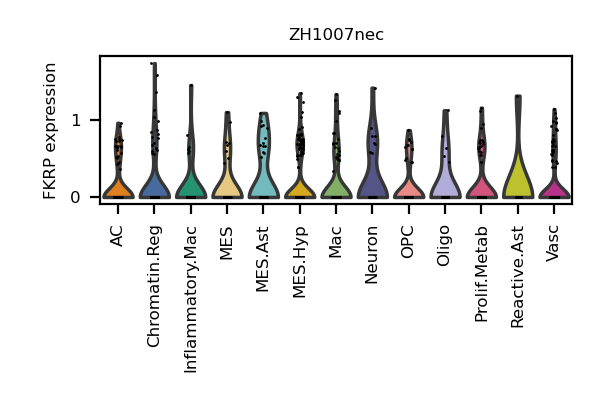 ZH1007nec
FKRP expression
1
0
AC
Chromatin.Reg
Inflammatory.Mac
MES
MES.Ast
MES.Hyp
Mac
Neuron
OPC
Oligo
Prolif.Metab
Reactive.Ast
Vasc